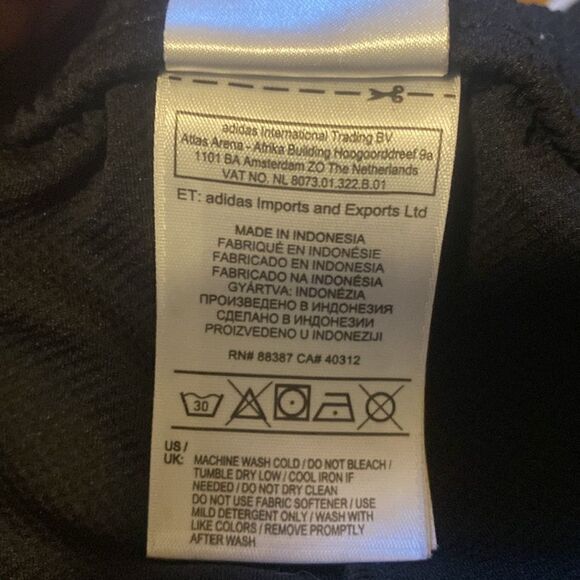 adidas International Trading BV
Atlas Arena - Afrika Building Hoogoorddreef 9a
1101 BA Amsterdam ZO The Netherlands
VAT NO. NL 8073.01.322.B.01
ET: adidas Imports and Exports Ltd
MADE IN INDONESIA
FABRIQUÉ EN INDONÉSIE
FABRICADO EN INDONESIA
FABRICADO NA INDONÉSIA
GYÁRTVA: INDONÉZIA
ПРОИЗВЕДЕНО В ИНДОНЕЗИЯ
СДЕЛАНО В ИНДОНЕЗИИ
PROIZVEDENO U INDONEZIJI
RN# 88387 CA# 40312
30
US /
UK: MACHINE WASH COLD / DO NOT BLEACH /
TUMBLE DRY LOW / COOL IRON IF
NEEDED / DO NOT DRY CLEAN
DO NOT USE FABRIC SOFTENER / USE
MILD DETERGENT ONLY / WASH WITH
LIKE COLORS / REMOVE PROMPTLY
AFTER WASH